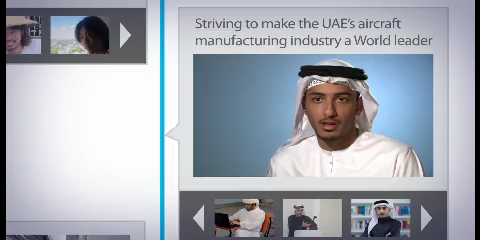 Striving to make the UAE's aircraft
manufacturing industry a World leader